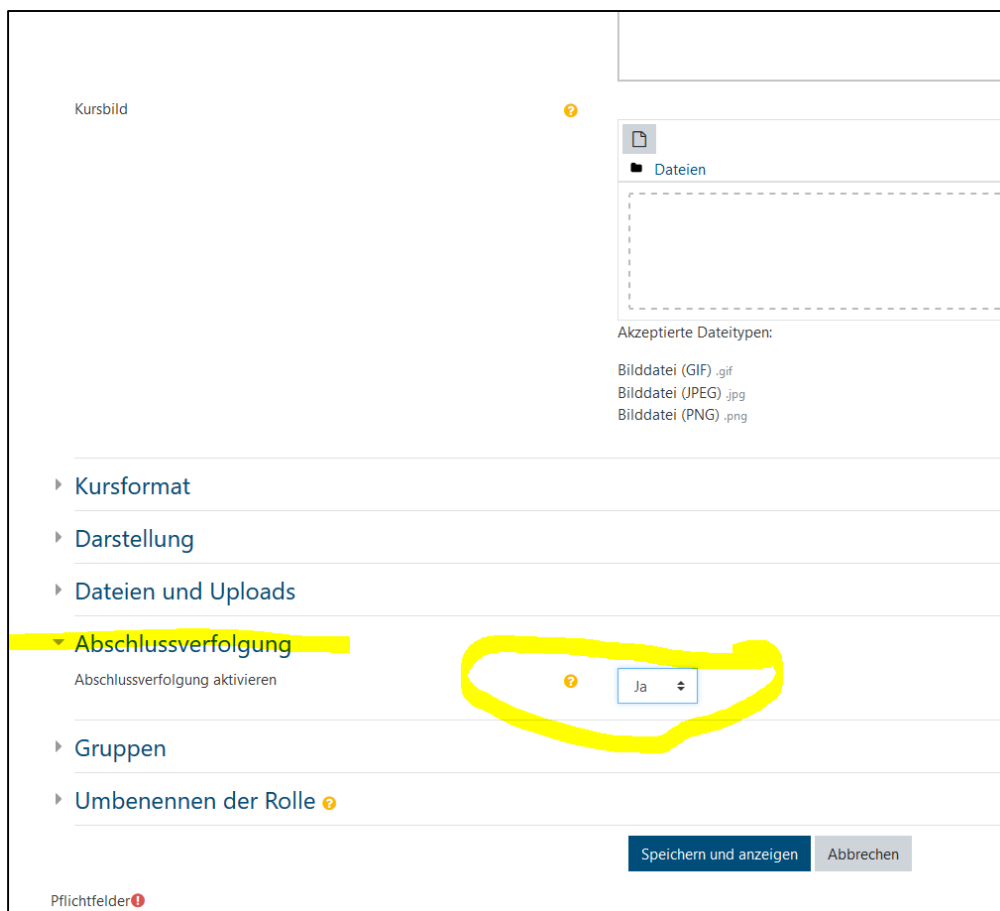 Kursbild
Dateien
Akzeptierte Dateitypen:
Bilddatei (GIF) .gif
Bilddatei (JPEG) .jpg
Bilddatei (PNG) .png
Kursformat
Darstellung
Dateien und Uploads
Abschlussverfolgung
Abschlussverfolgung aktivieren
Ja
Gruppen
Umbenennen der Rolle
Speichern und anzeigen Abbrechen
Pflichtfelder